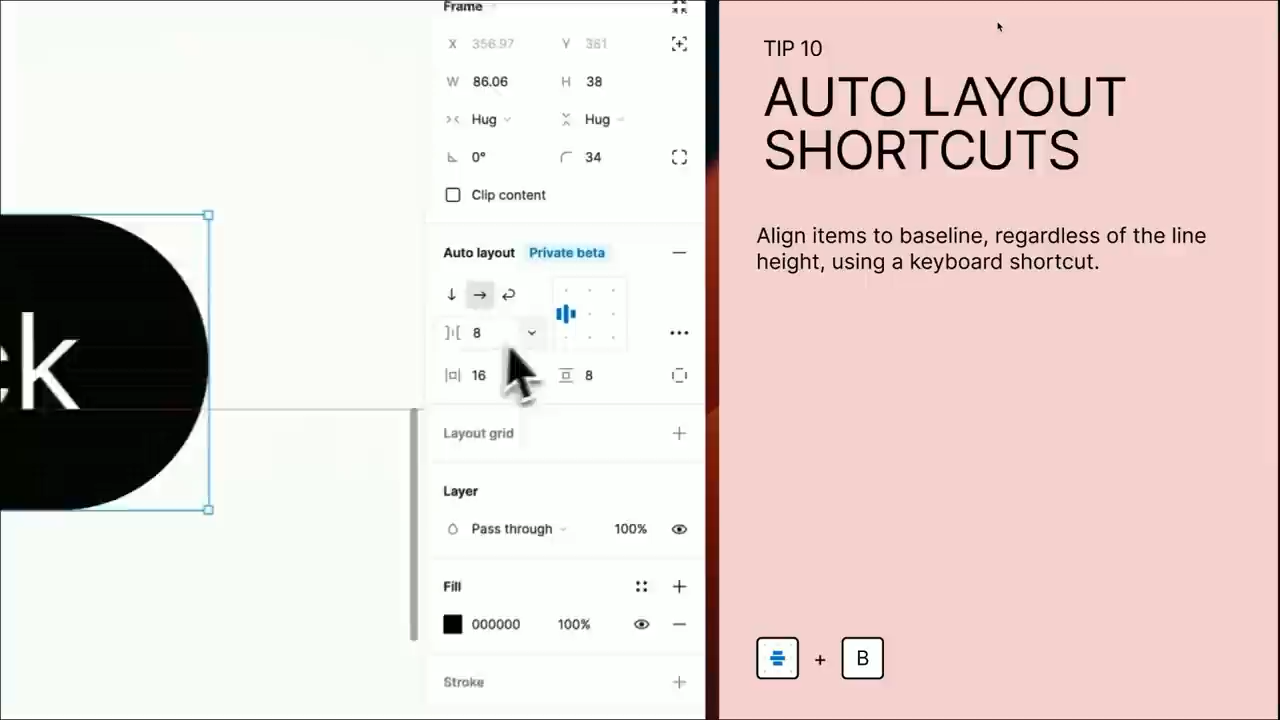 ck
Frame
X 356.97 Y 361
W 86.06 H 38
Hug Hug
0° 34
Clip content
Auto layout Private beta
8
16 8
Layout grid
Layer
Pass through 100%
Fill
000000 100%
Stroke
TIP 10
AUTO LAYOUT
SHORTCUTS
Align items to baseline, regardless of the line
height, using a keyboard shortcut.
+ B